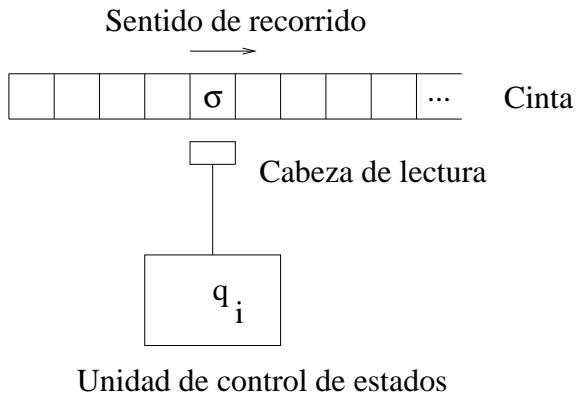 Sentido de recorrido
σ ... Cinta
Cabeza de lectura
q i
Unidad de control de estados